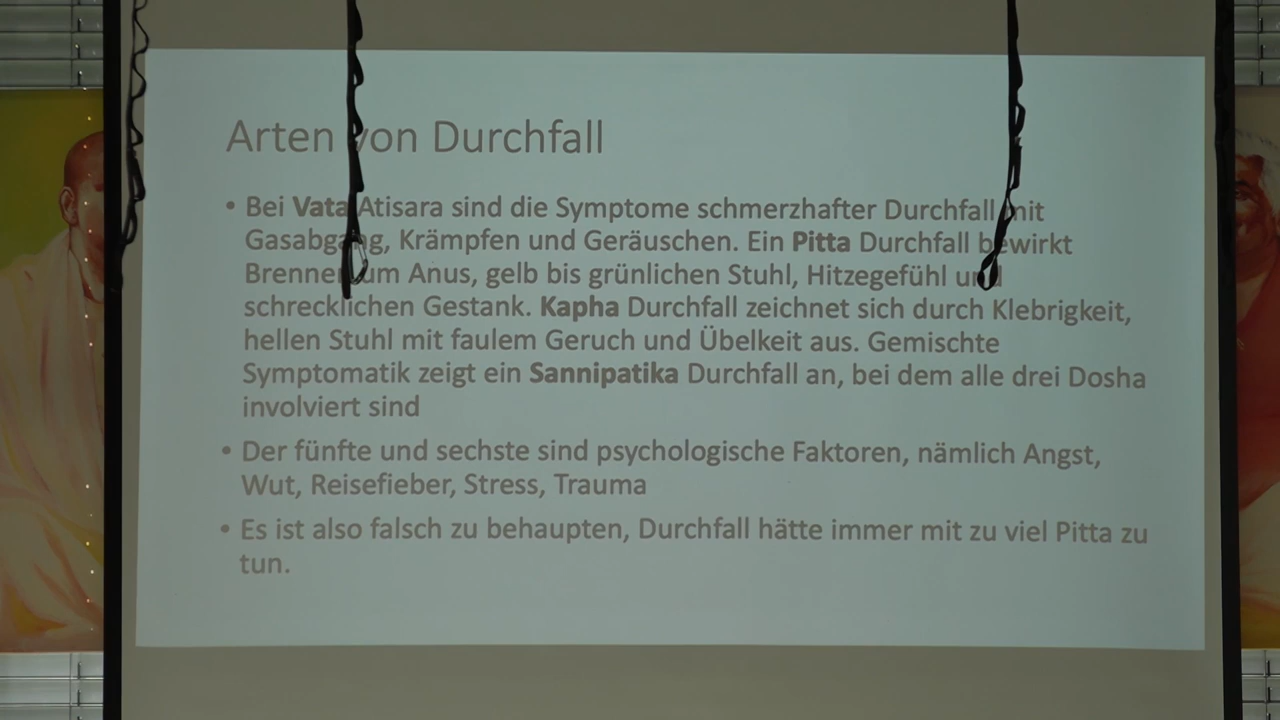 Arten von Durchfall
• Bei Vata Atisara sind die Symptome schmerzhafter Durchfall mit
Gasabgang, Krämpfen und Geräuschen. Ein Pitta Durchfall bewirkt
Brennen um Anus, gelb bis grünlichen Stuhl, Hitzegefühl und
schrecklichen Gestank. Kapha Durchfall zeichnet sich durch Klebrigkeit,
hellen Stuhl mit faulem Geruch und Übelkeit aus. Gemischte
Symptomatik zeigt ein Sannipatika Durchfall an, bei dem alle drei Dosha
involviert sind
• Der fünfte und sechste sind psychologische Faktoren, nämlich Angst,
Wut, Reisefieber, Stress, Trauma
• Es ist also falsch zu behaupten, Durchfall hätte immer mit zu viel Pitta zu
tun.